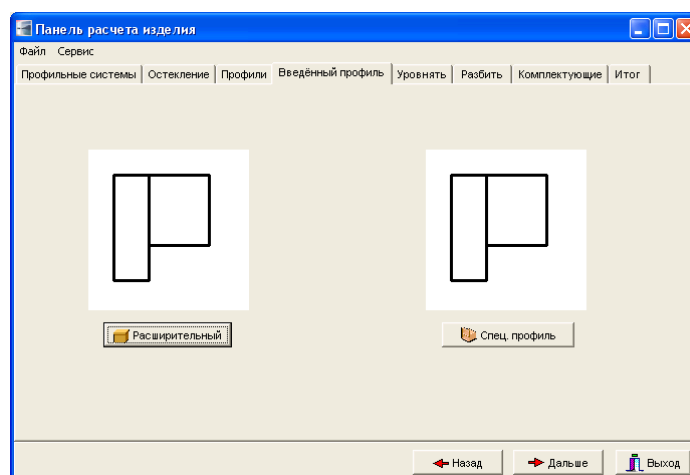 Панель расчета изделия
Файл Сервис
Профильные системы Остекление Профили Введённый профиль Уровнять Разбить Комплектующие Итог
Расширительный Спец. профиль
Назад Дальше Выход